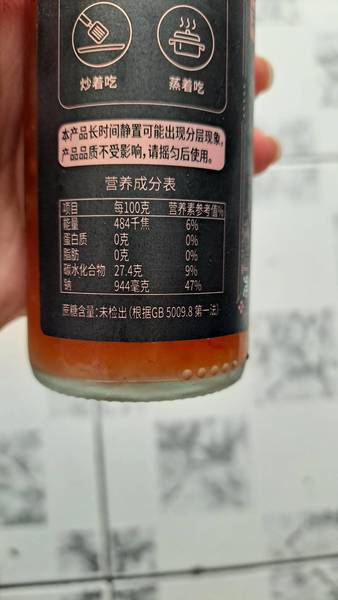 炒着吃 蒸着吃
本产品长时间静置可能出现分层现象,
产品品质不受影响,请摇匀后使用。
营养成分表
项目 每100克 营养素参考值%
能量 484千焦 6%
蛋白质 0克 0%
脂肪 0克 0%
碳水化合物 27.4克 9%
钠 944毫克 47%
蔗糖含量:未检出(根据GB 5009.8 第一法)